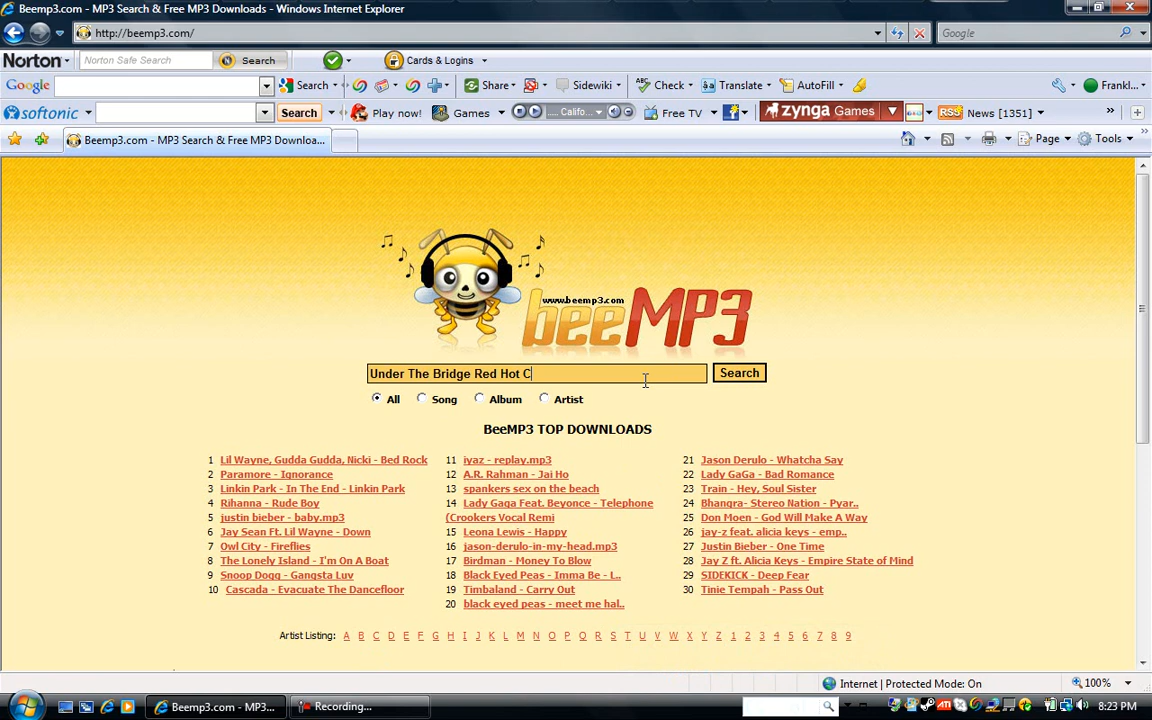 Beemp3.com - MP3 Search & Free MP3 Downloads - Windows Internet Explorer
http://beemp3.com/
Google
Norton
Norton Safe Search
Search
Cards & Logins
Google
Search
Share
Sidewiki
Check
Translate
AutoFill
Frankl...
softonic
Search
Play now!
Games
Califo...
Free TV
zynga Games
RSS
News [1351]
Beemp3.com - MP3 Search & Free MP3 Downloa...
Page
Tools
www.beemp3.com
beeMP3
Under The Bridge Red Hot C
Search
All Song Album Artist
BeeMP3 TOP DOWNLOADS
1 Lil Wayne, Gudda Gudda, Nicki - Bed Rock
2 Paramore - Ignorance
3 Linkin Park - In The End - Linkin Park
4 Rihanna - Rude Boy
5 justin bieber - baby.mp3
6 Jay Sean Ft. Lil Wayne - Down
7 Owl City - Fireflies
8 The Lonely Island - I'm On A Boat
9 Snoop Dogg - Gangsta Luv
10 Cascada - Evacuate The Dancefloor
11 iyaz - replay.mp3
12 A.R. Rahman - Jai Ho
13 spankers sex on the beach
14 Lady Gaga Feat. Beyonce - Telephone
(Crookers Vocal Remi
15 Leona Lewis - Happy
16 jason-derulo-in-my-head.mp3
17 Birdman - Money To Blow
18 Black Eyed Peas - Imma Be - L..
19 Timbaland - Carry Out
20 black eyed peas - meet me hal..
21 Jason Derulo - Whatcha Say
22 Lady GaGa - Bad Romance
23 Train - Hey, Soul Sister
24 Bhangra- Stereo Nation - Pyar..
25 Don Moen - God Will Make A Way
26 jay-z feat. alicia keys - emp..
27 Justin Bieber - One Time
28 Jay Z ft. Alicia Keys - Empire State of Mind
29 SIDEKICK - Deep Fear
30 Tinie Tempah - Pass Out
Artist Listing: A B C D E F G H I J K L M N O P Q R S T U V W X Y Z 1 2 3 4 5 6 7 8 9
Internet | Protected Mode: On
100%
Beemp3.com - MP3...
Recording...
ATI
8:23 PM